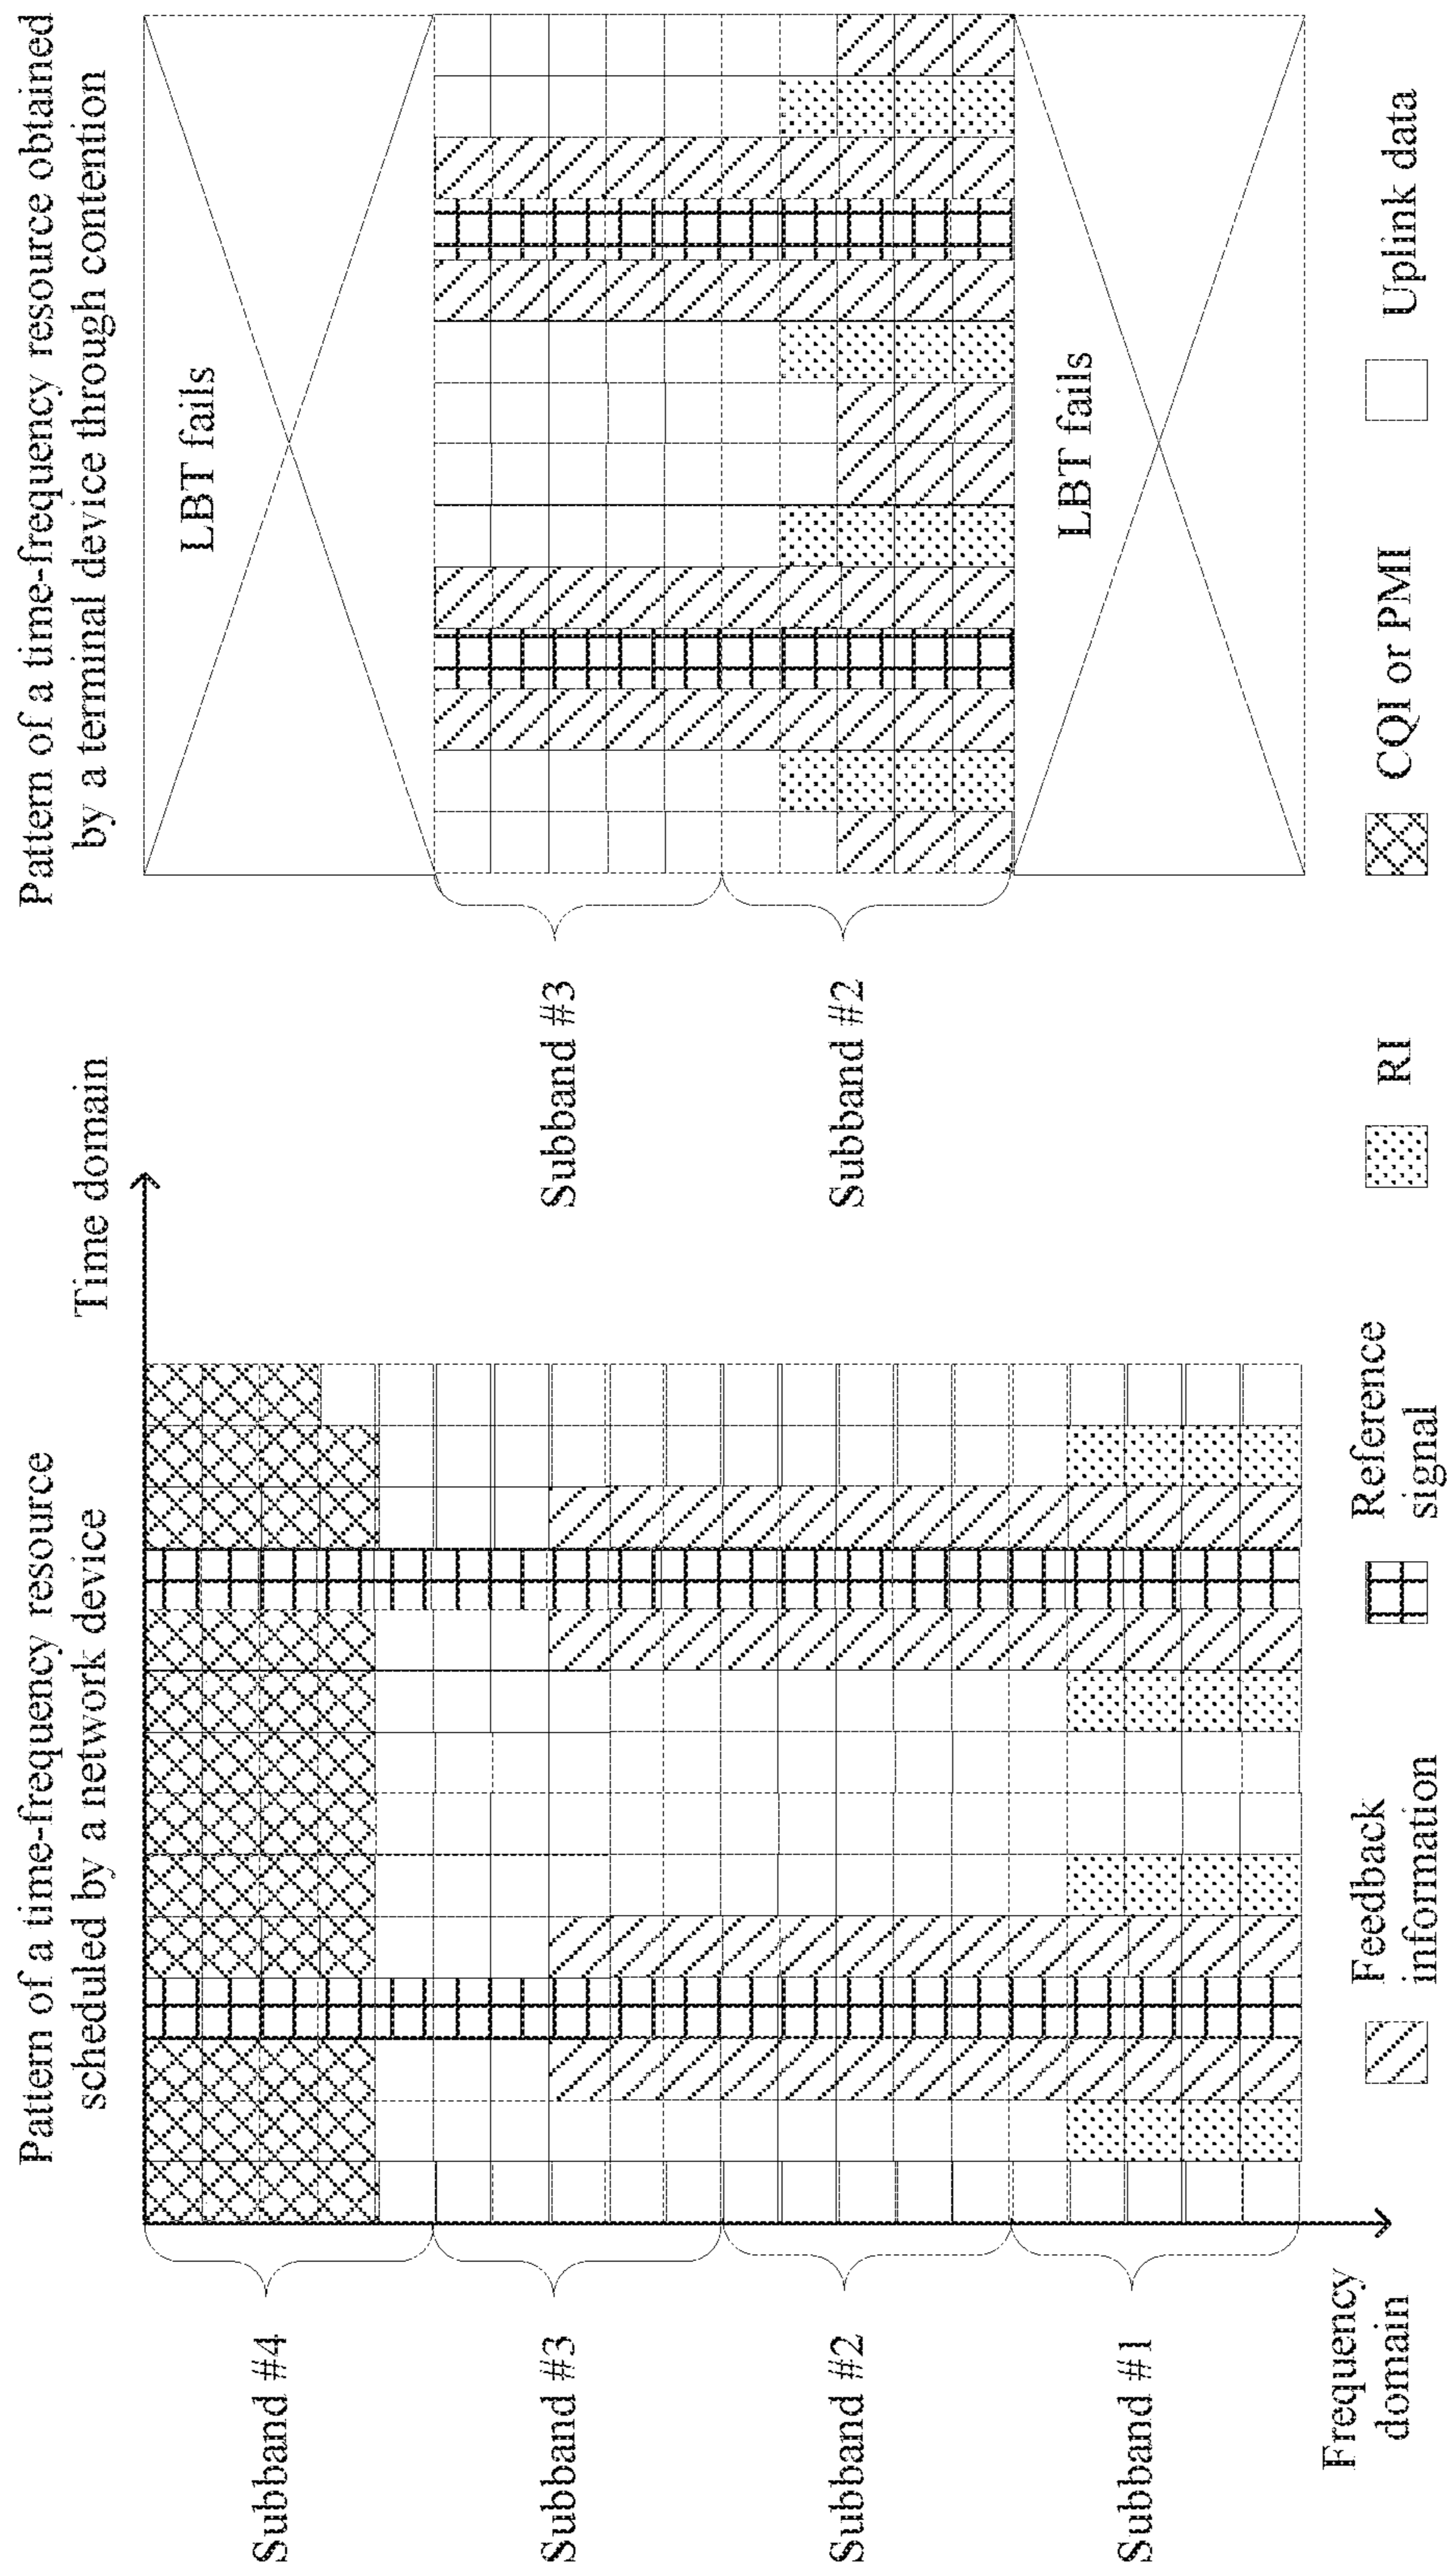 Pattern of a time-frequency resource
scheduled by a network device
Time domain
Subband #4
Subband #3
Subband #2
Subband #1
Frequency
domain
Pattern of a time-frequency resource obtained
by a terminal device through contention
LBT fails
Subband #3
Subband #2
LBT fails
Feedback
information
Reference
signal
RI
CQI or PMI
Uplink data